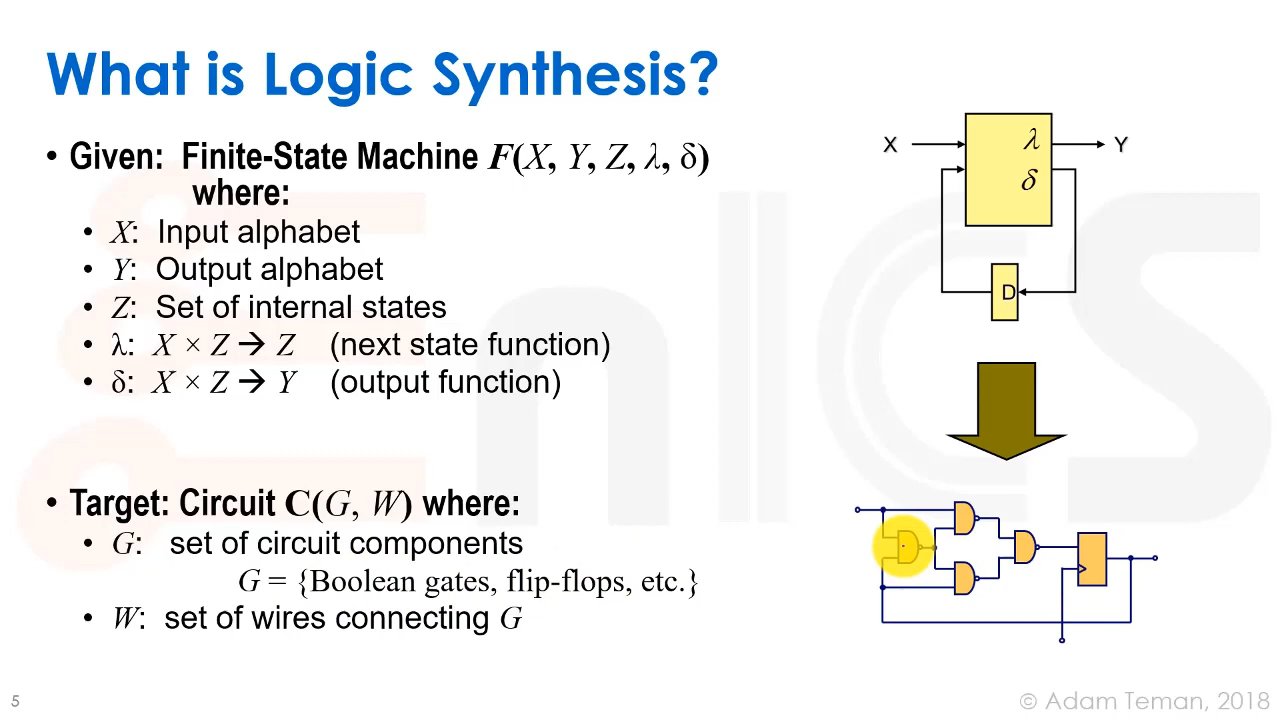 What is Logic Synthesis?
• Given: Finite-State Machine F(X, Y, Z, λ, δ)
where:
• X: Input alphabet
• Y: Output alphabet
• Z: Set of internal states
• λ: X × Z → Z (next state function)
• δ: X × Z → Y (output function)
• Target: Circuit C(G, W) where:
• G: set of circuit components
G = {Boolean gates, flip-flops, etc.}
• W: set of wires connecting G
X
λ
Y
δ
D
EnICS
5
© Adam Teman, 2018